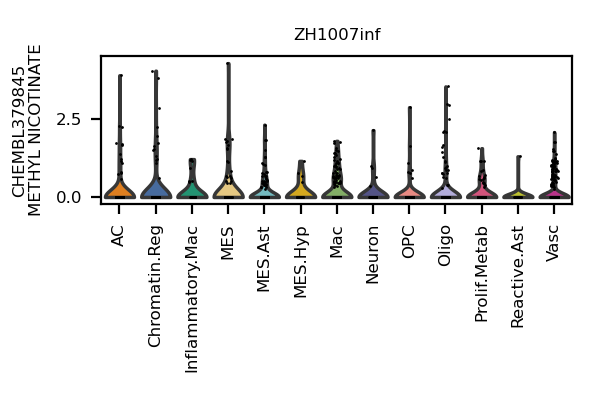 ZH1007inf
CHEMBL379845
METHYL NICOTINATE
2.5
0.0
AC
Chromatin.Reg
Inflammatory.Mac
MES
MES.Ast
MES.Hyp
Mac
Neuron
OPC
Oligo
Prolif.Metab
Reactive.Ast
Vasc